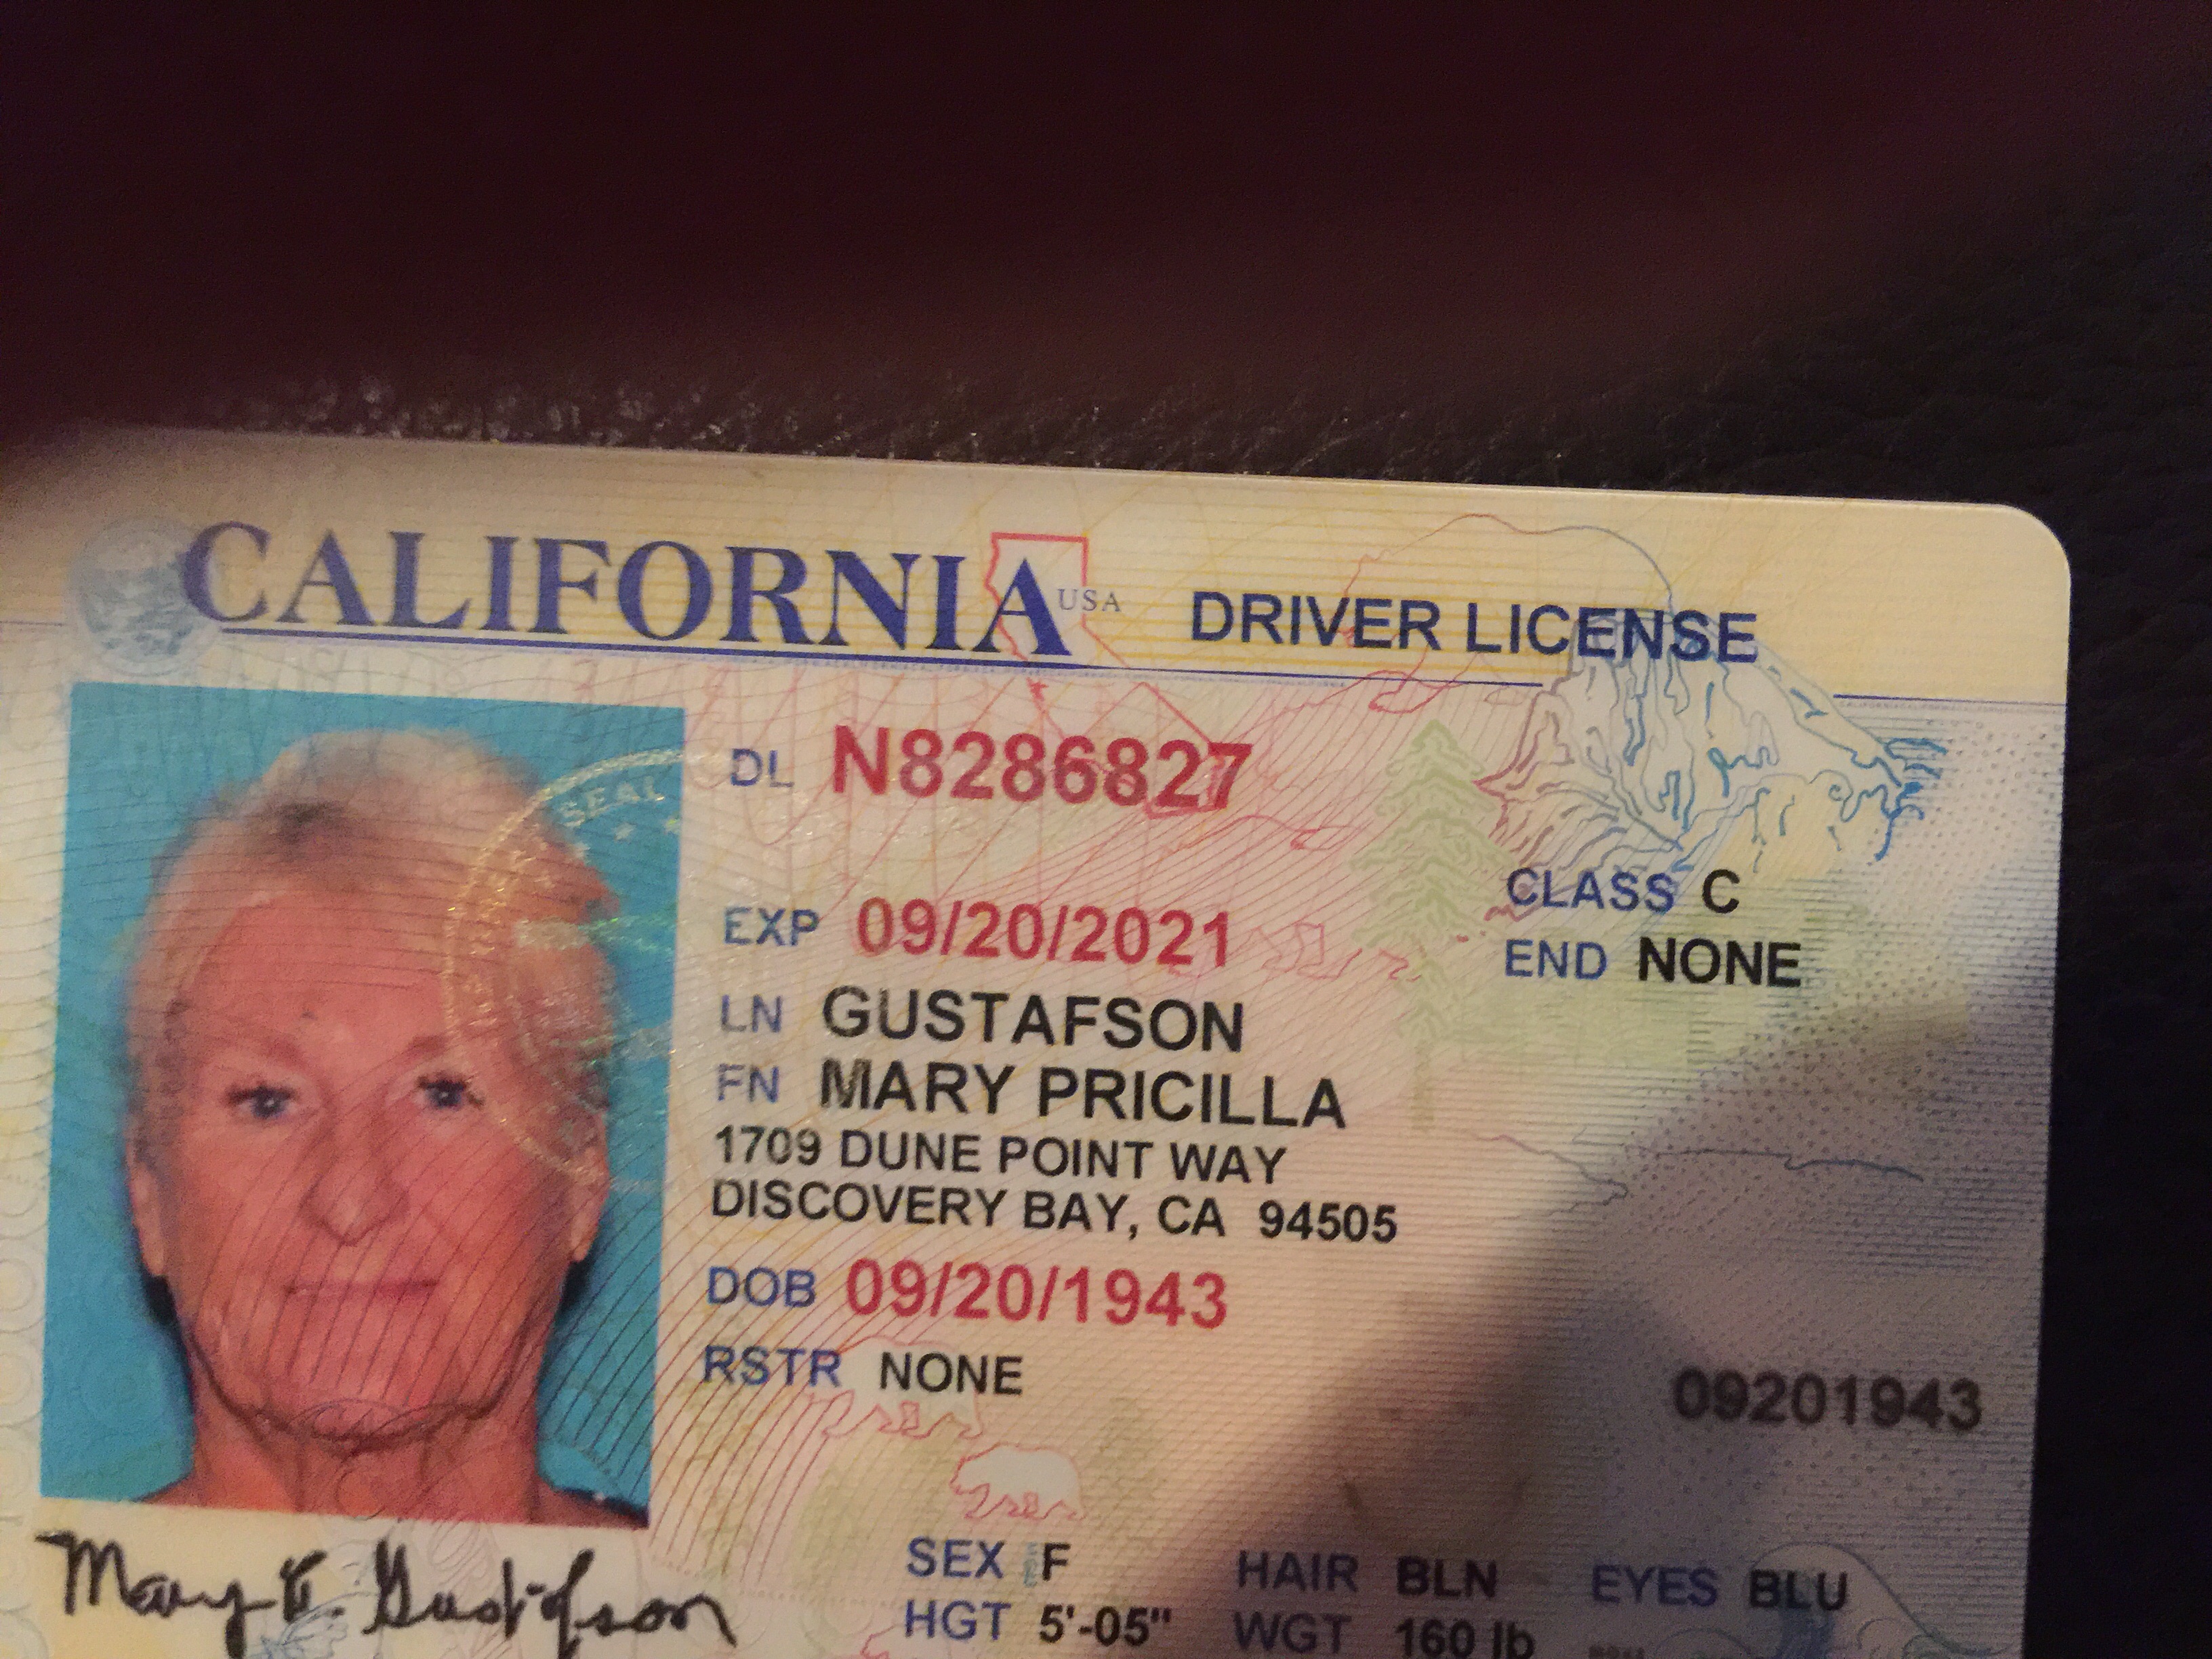 CALIFORNIA USA DRIVER LICENSE
DL N8286827
CLASS C
EXP 09/20/2021
END NONE
LN GUSTAFSON
FN MARY PRICILLA
1709 DUNE POINT WAY
DISCOVERY BAY, CA 94505
DOB 09/20/1943
RSTR NONE
09201943
SEX F HAIR BLN EYES BLU
HGT 5'-05" WGT 160 lb
SEAL